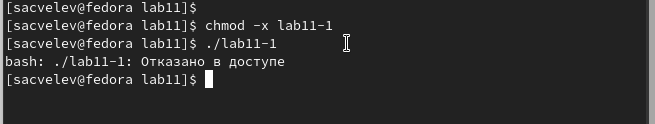 [sacvelev@fedora lab11]$
[sacvelev@fedora lab11]$ chmod -x lab11-1
[sacvelev@fedora lab11]$ ./lab11-1
bash: ./lab11-1: Отказано в доступе
[sacvelev@fedora lab11]$